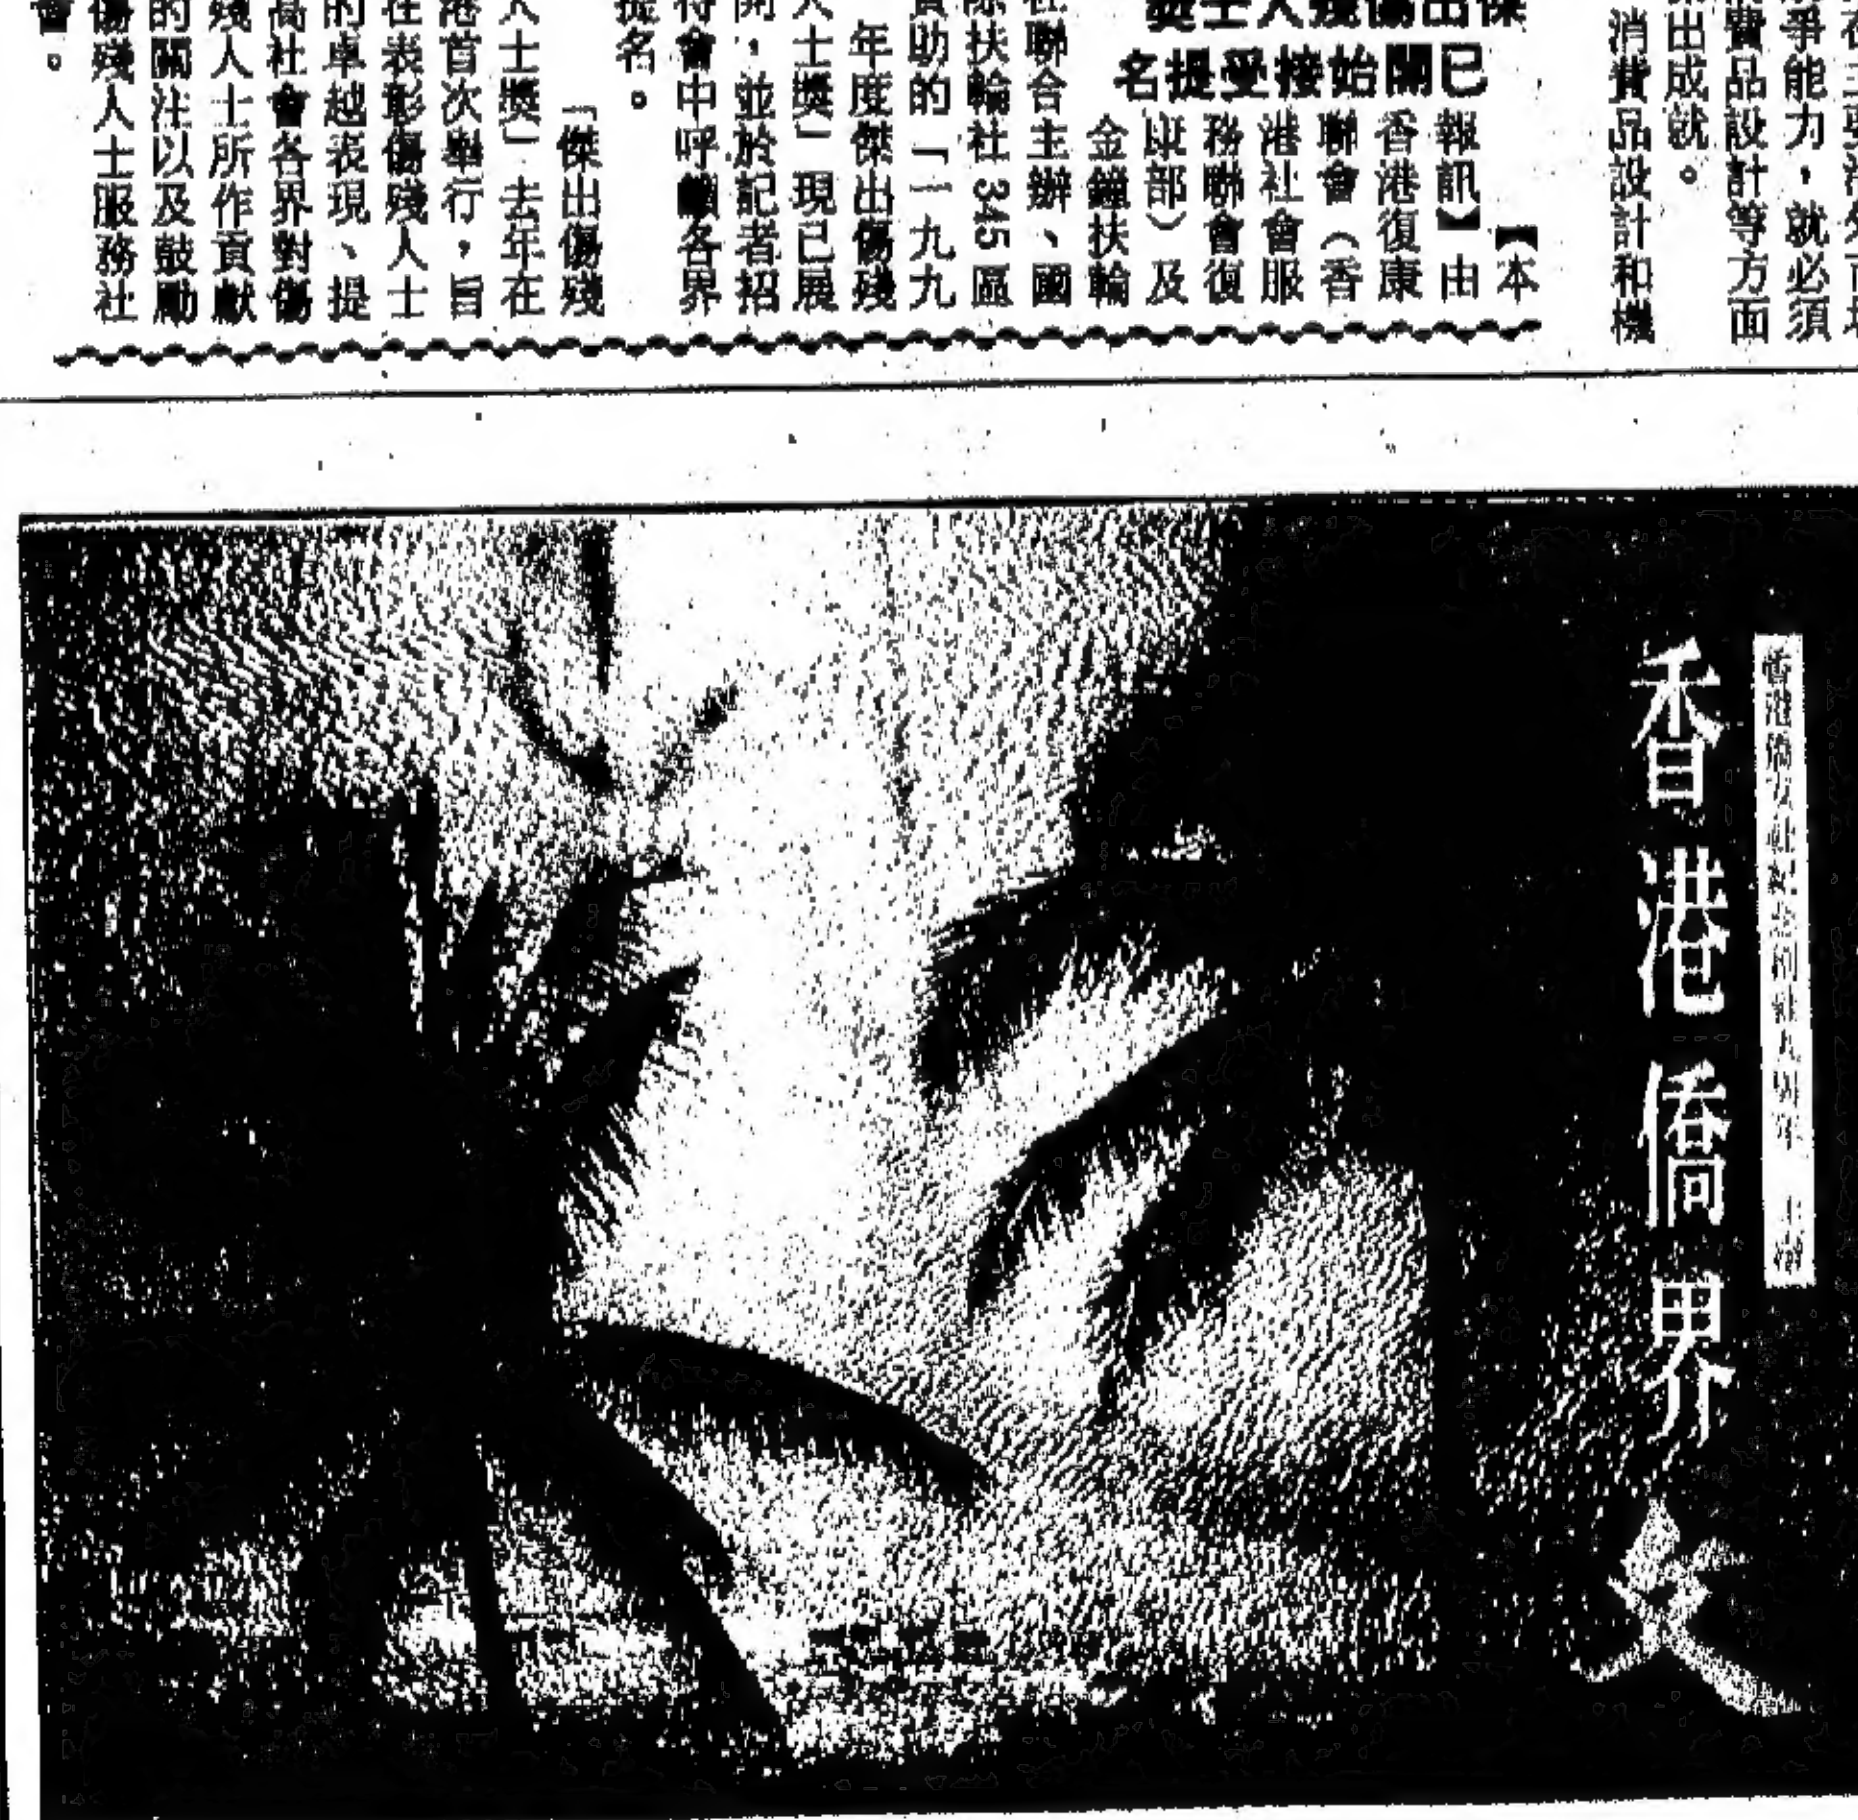 傑出傷殘人士獎
已開始接受提名
【本
報訊】由
香港復康
聯會（香
港社會服
務聯會復
康部）及
金鐘扶輪
社聯合主辦、國
際扶輪社345區
資助的「一九九
年度傑出傷殘
人士獎」現已展
開，並於記者招
待會中呼籲各界
提名。
「傑出傷殘
人士獎」去年在
港首次舉行，旨
在表彰傷殘人士
的卓越表現、提
高社會各界對傷
殘人士所作貢獻
的關注以及鼓勵
傷殘人士服務社
會。
爭能力，就必須
費品設計等方面
出成就。
消費品設計和機
香港僑界
文